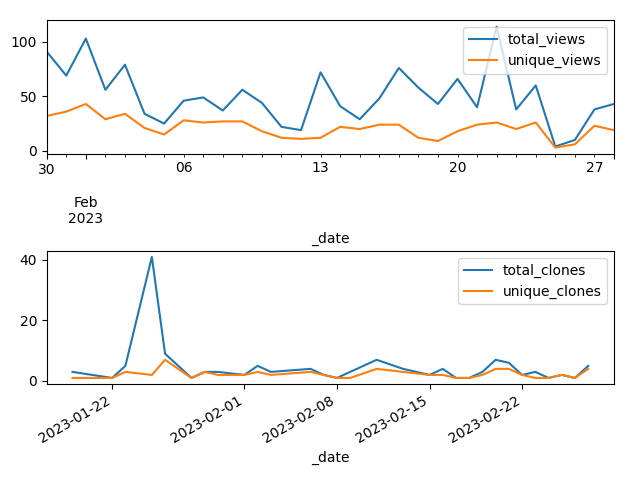 100
50
0
total_views
unique_views
30
06
13
20
27
Feb
2023
_date
40
20
0
total_clones
unique_clones
2023-01-22
2023-02-01
2023-02-08
2023-02-15
2023-02-22
_date